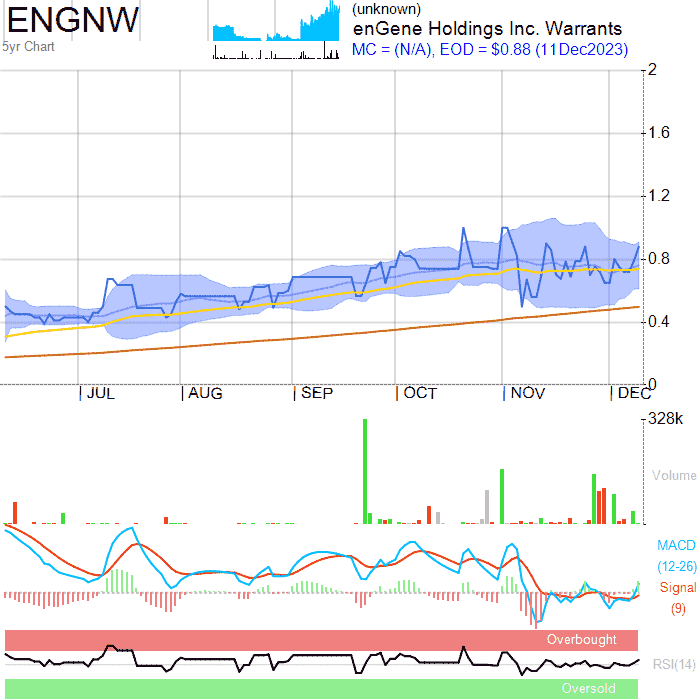 ENGNW
5yr Chart
(unknown)
enGene Holdings Inc. Warrants
MC = (N/A), EOD = $0.88 (11Dec2023)
2
1.6
1.2
0.8
0.4
0
JUL AUG SEP OCT NOV DEC
328k
Volume
MACD
(12-26)
Signal
(9)
Overbought
RSI(14)
Oversold